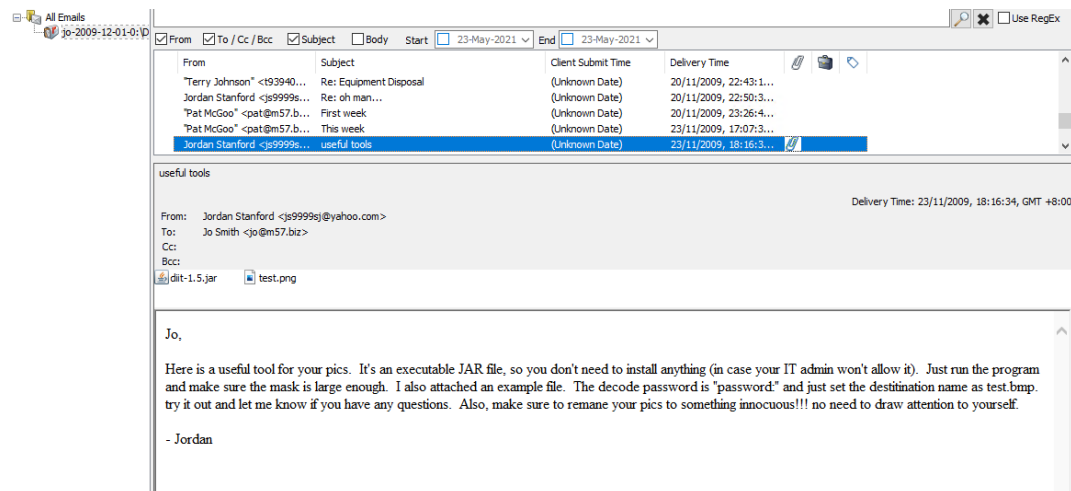 All Emails
jo-2009-12-01-0:\D
Use RegEx
From To / Cc / Bcc Subject Body Start 23-May-2021 End 23-May-2021
From Subject Client Submit Time Delivery Time
"Terry Johnson" <t93940... Re: Equipment Disposal (Unknown Date) 20/11/2009, 22:43:1...
Jordan Stanford <js9999s... Re: oh man... (Unknown Date) 20/11/2009, 22:50:3...
"Pat McGoo" <pat@m57.b... First week (Unknown Date) 20/11/2009, 23:26:4...
"Pat McGoo" <pat@m57.b... This week (Unknown Date) 23/11/2009, 17:07:3...
Jordan Stanford <js9999s... useful tools (Unknown Date) 23/11/2009, 18:16:3...
useful tools
Delivery Time: 23/11/2009, 18:16:34, GMT +8:00
From: Jordan Stanford <js9999sj@yahoo.com>
To: Jo Smith <jo@m57.biz>
Cc:
Bcc:
diit-1.5.jar test.png
Jo,
Here is a useful tool for your pics. It's an executable JAR file, so you don't need to install anything (in case your IT admin won't allow it). Just run the program
and make sure the mask is large enough. I also attached an example file. The decode password is "password:" and just set the destitination name as test.bmp.
try it out and let me know if you have any questions. Also, make sure to remane your pics to something innocuous!!! no need to draw attention to yourself.
- Jordan